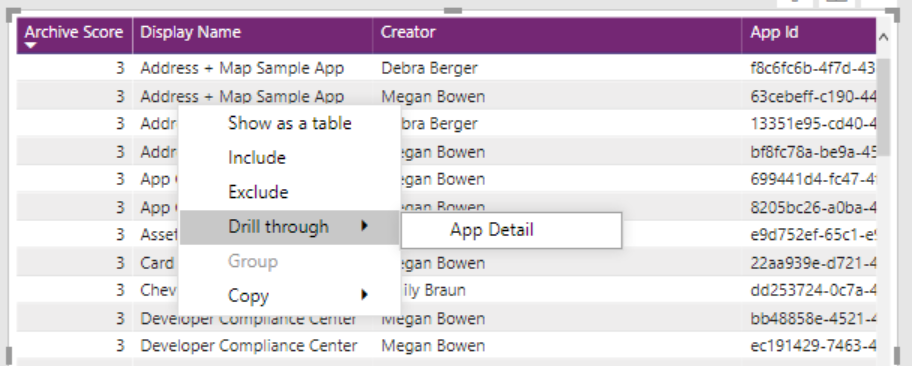 Archive Score Display Name Creator App Id
3 Address + Map Sample App Debra Berger f8c6fc6b-4f7d-43
3 Address + Map Sample App Megan Bowen 63cebeff-c190-44
3 Addr Show as a table bra Berger 13351e95-cd40-4
3 Addr Include egan Bowen bf8fc78a-be9a-45
3 App Exclude egan Bowen 699441d4-fc47-4
3 App Drill through App Detail egan Bowen 8205bc26-a0ba-4
3 Asset e9d752ef-65c1-e
3 Card Group egan Bowen 22aa939e-d721-4
3 Chev Copy ily Braun dd253724-0c7a-4
3 Developer Compliance Center Megan Bowen bb48858e-4521-4
3 Developer Compliance Center Megan Bowen ec191429-7463-4